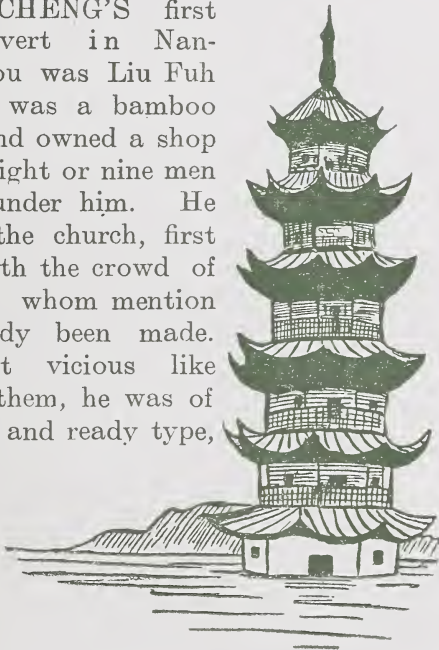 CHENG'S first
vert in Nan-
ou was Liu Fuh
was a bamboo
nd owned a shop
ight or nine men
under him. He
the church, first
th the crowd of
whom mention
dy been made.
t vicious like
them, he was of
and ready type,